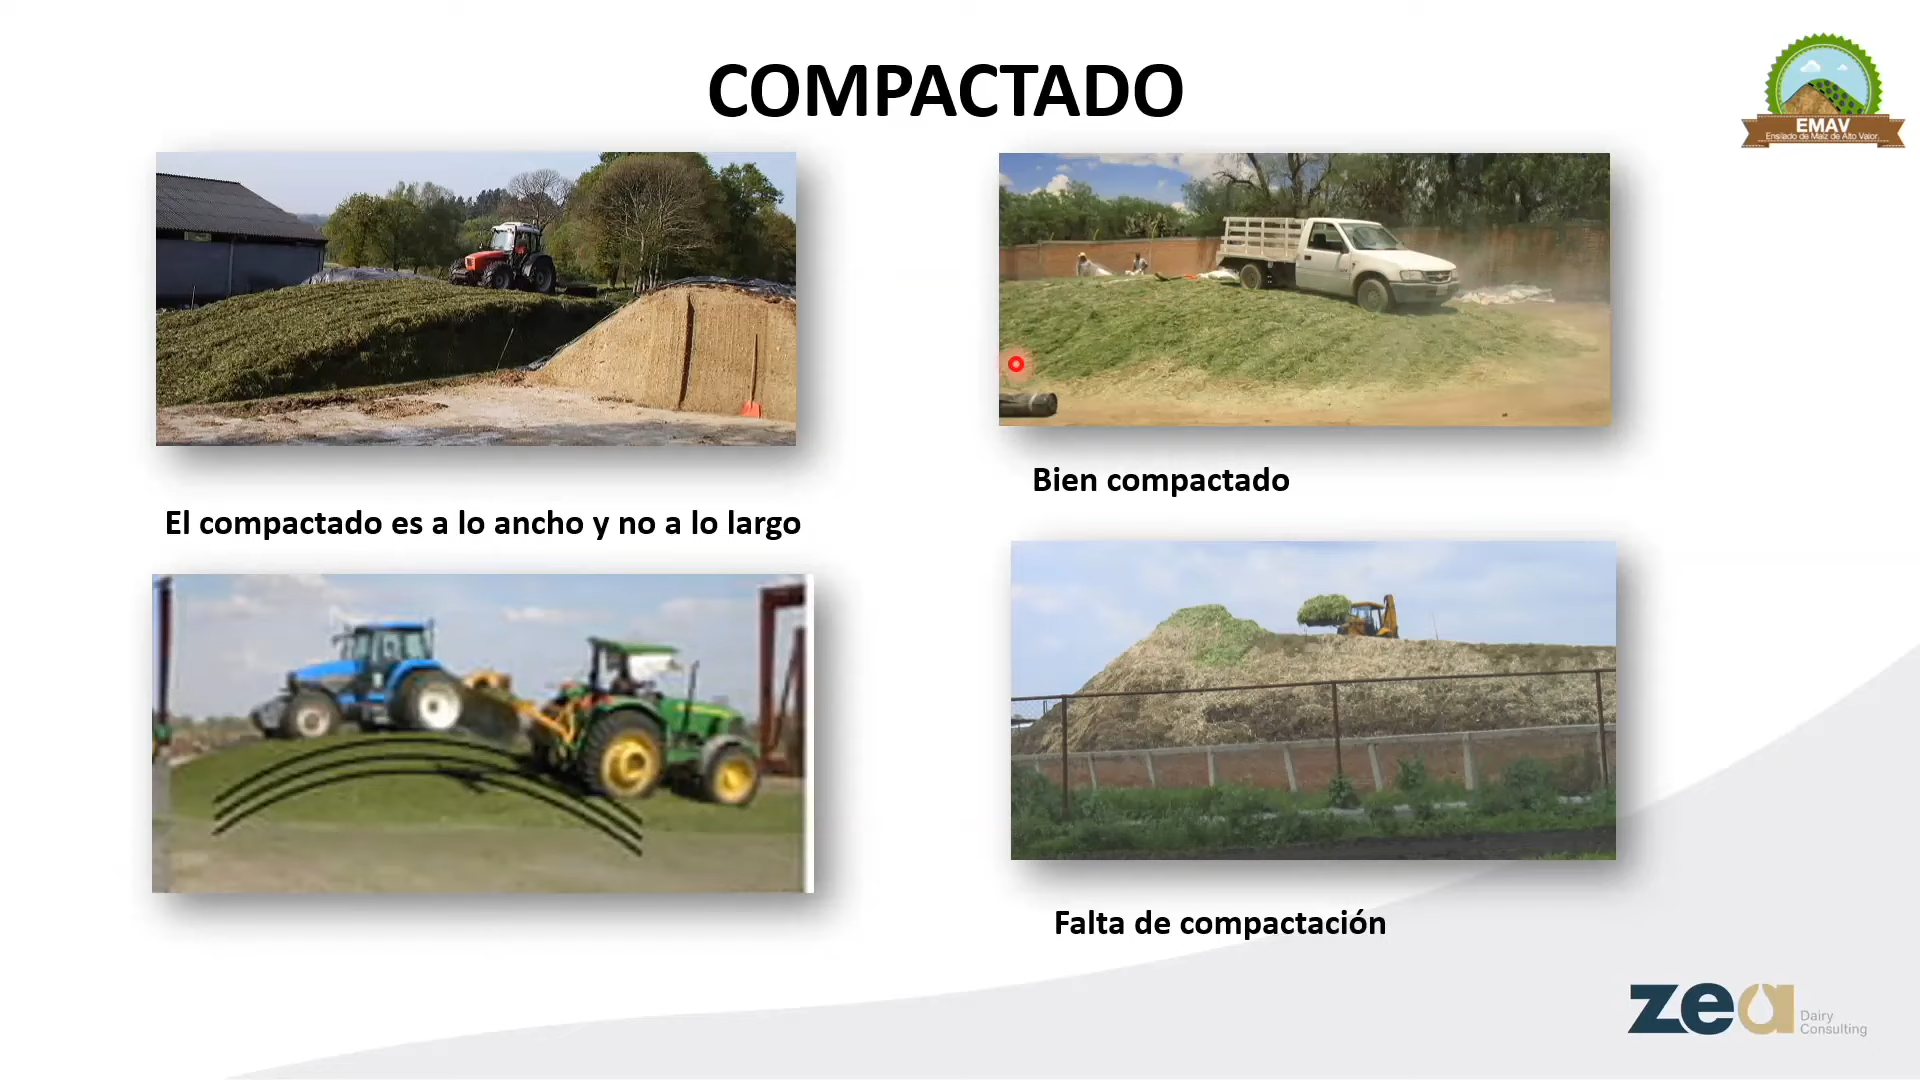 COMPACTADO
EMAV
Ensilado de Maíz de Alto Valor
Bien compactado
El compactado es a lo ancho y no a lo largo
Falta de compactación
zea
Dairy
Consulting